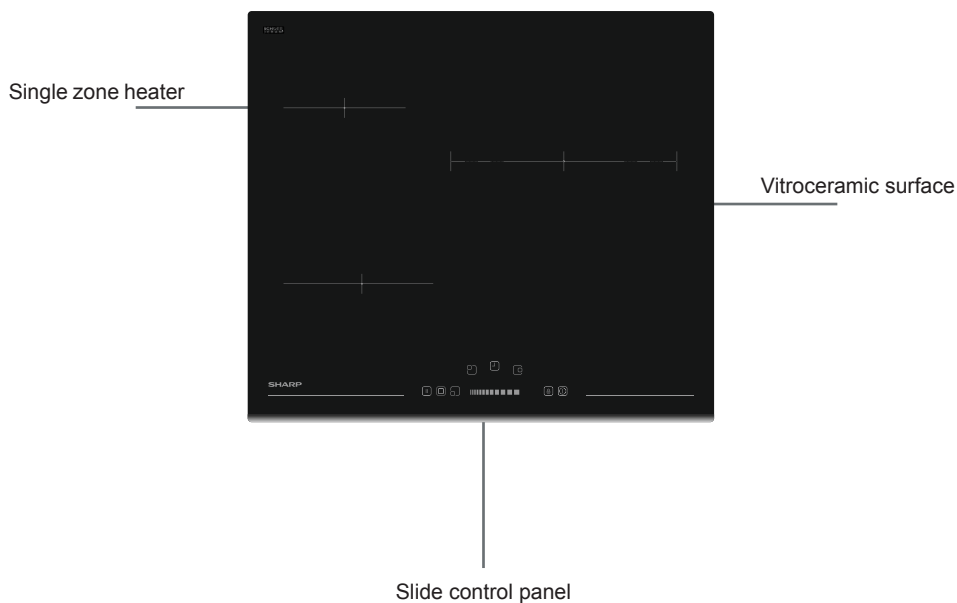 Single zone heater
Vitroceramic surface
SHARP
Slide control panel